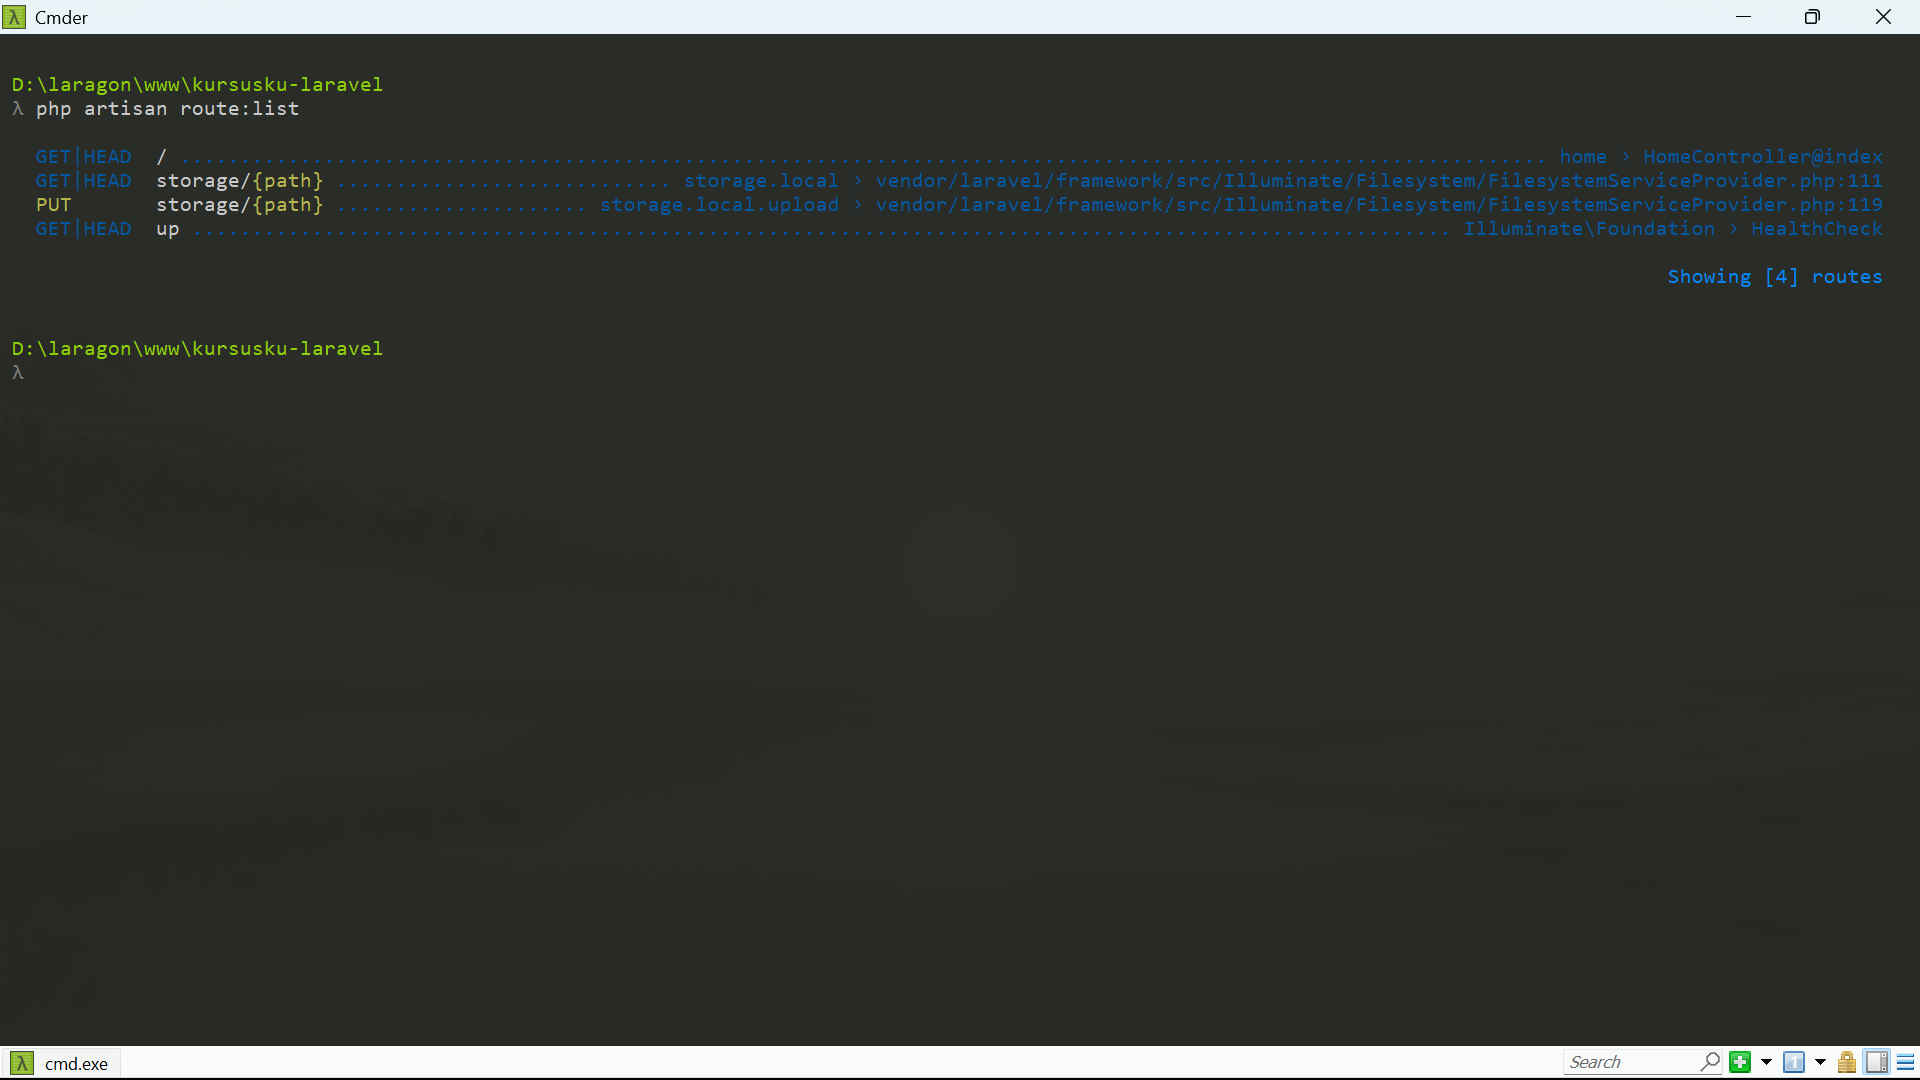 Cmder
D:\laragon\www\kursusku-laravel
λ php artisan route:list
GET|HEAD / .................................................................................................................. home › HomeController@index
GET|HEAD storage/{path} ............................ storage.local › vendor/laravel/framework/src/Illuminate/Filesystem/FilesystemServiceProvider.php:111
PUT storage/{path} ..................... storage.local.upload › vendor/laravel/framework/src/Illuminate/Filesystem/FilesystemServiceProvider.php:119
GET|HEAD up ......................................................................................................... Illuminate\Foundation › HealthCheck
Showing [4] routes
D:\laragon\www\kursusku-laravel
λ
λ cmd.exe
Search
1